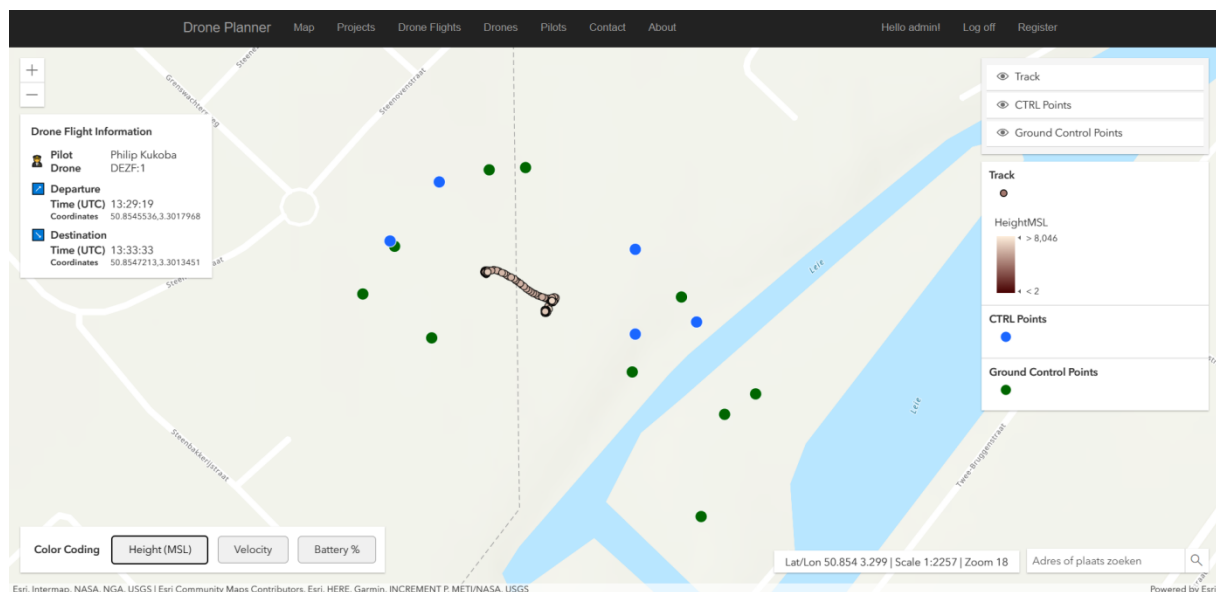 Drone Planner Map Projects Drone Flights Drones Pilots Contact About Hello admin! Log off Register
+
−
Grenswachtersweg
Steenovenstraat
Drone Flight Information
Pilot Philip Kukoba
Drone DEZF:1
Departure
Time (UTC) 13:29:19
Coordinates 50.8545536,3.3017968
Destination
Time (UTC) 13:33:33
Coordinates 50.8547213,3.3013451
Track
CTRL Points
Ground Control Points
Track
HeightMSL
> 8,046
< 2
CTRL Points
Ground Control Points
Leie
Leie
Steenbakkerijstraat
Twee-Bruggenstraat
Color Coding Height (MSL) Velocity Battery %
Lat/Lon 50.854 3.299 | Scale 1:2257 | Zoom 18
Adres of plaats zoeken
Esri, Intermap, NASA, NGA, USGS | Esri Community Maps Contributors, Esri, HERE, Garmin, INCREMENT P, METI/NASA, USGS
Powered by Esri